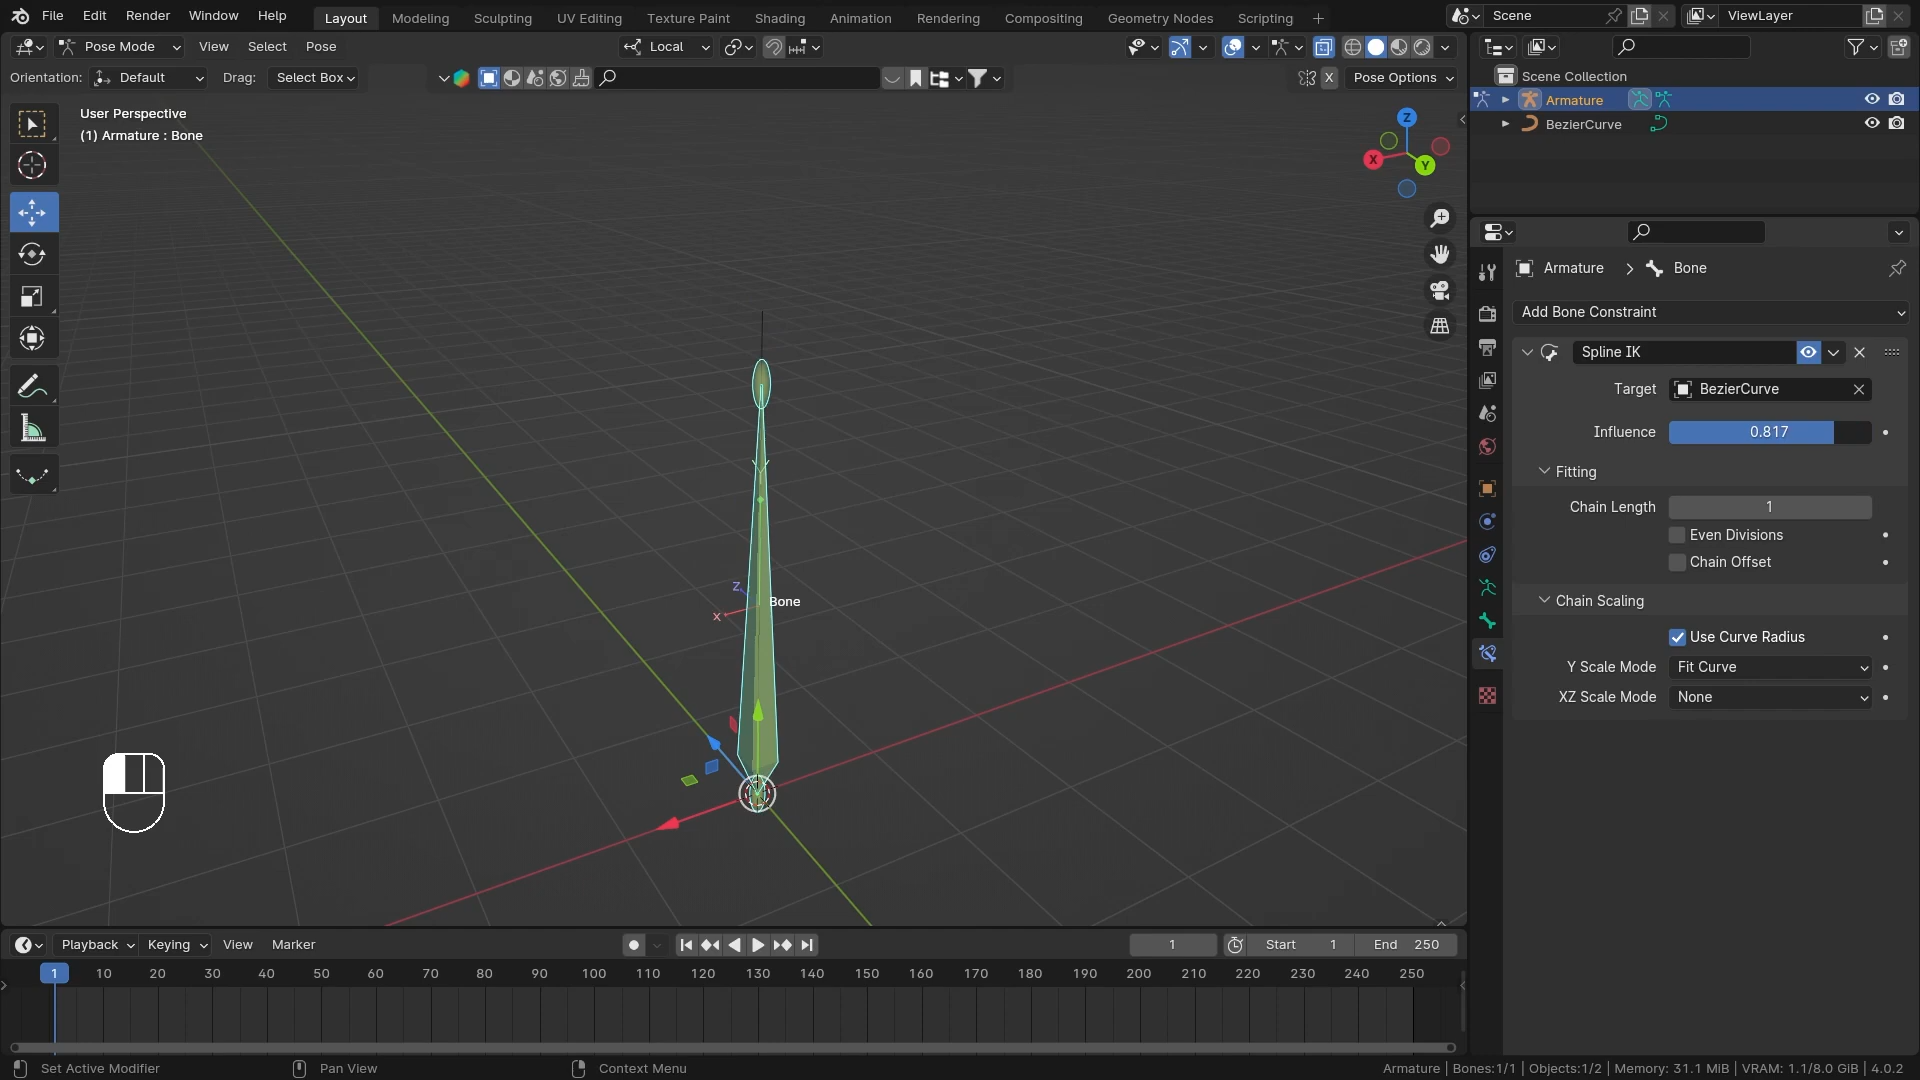 File Edit Render Window Help Layout Modeling Sculpting UV Editing Texture Paint Shading Animation Rendering Compositing Geometry Nodes Scripting + Scene ViewLayer
Pose Mode View Select Pose Local
Orientation: Default Drag: Select Box X Pose Options
User Perspective
(1) Armature : Bone
Z
X
Y
Z
X
Bone
Scene Collection
Armature
BezierCurve
Armature > Bone
Add Bone Constraint
Spline IK
Target BezierCurve
Influence 0.817
Fitting
Chain Length 1
Even Divisions
Chain Offset
Chain Scaling
Use Curve Radius
Y Scale Mode Fit Curve
XZ Scale Mode None
Playback Keying View Marker 1 Start 1 End 250
1 10 20 30 40 50 60 70 80 90 100 110 120 130 140 150 160 170 180 190 200 210 220 230 240 250
Set Active Modifier Pan View Context Menu Armature | Bones:1/1 | Objects:1/2 | Memory: 31.1 MiB | VRAM: 1.1/8.0 GiB | 4.0.2